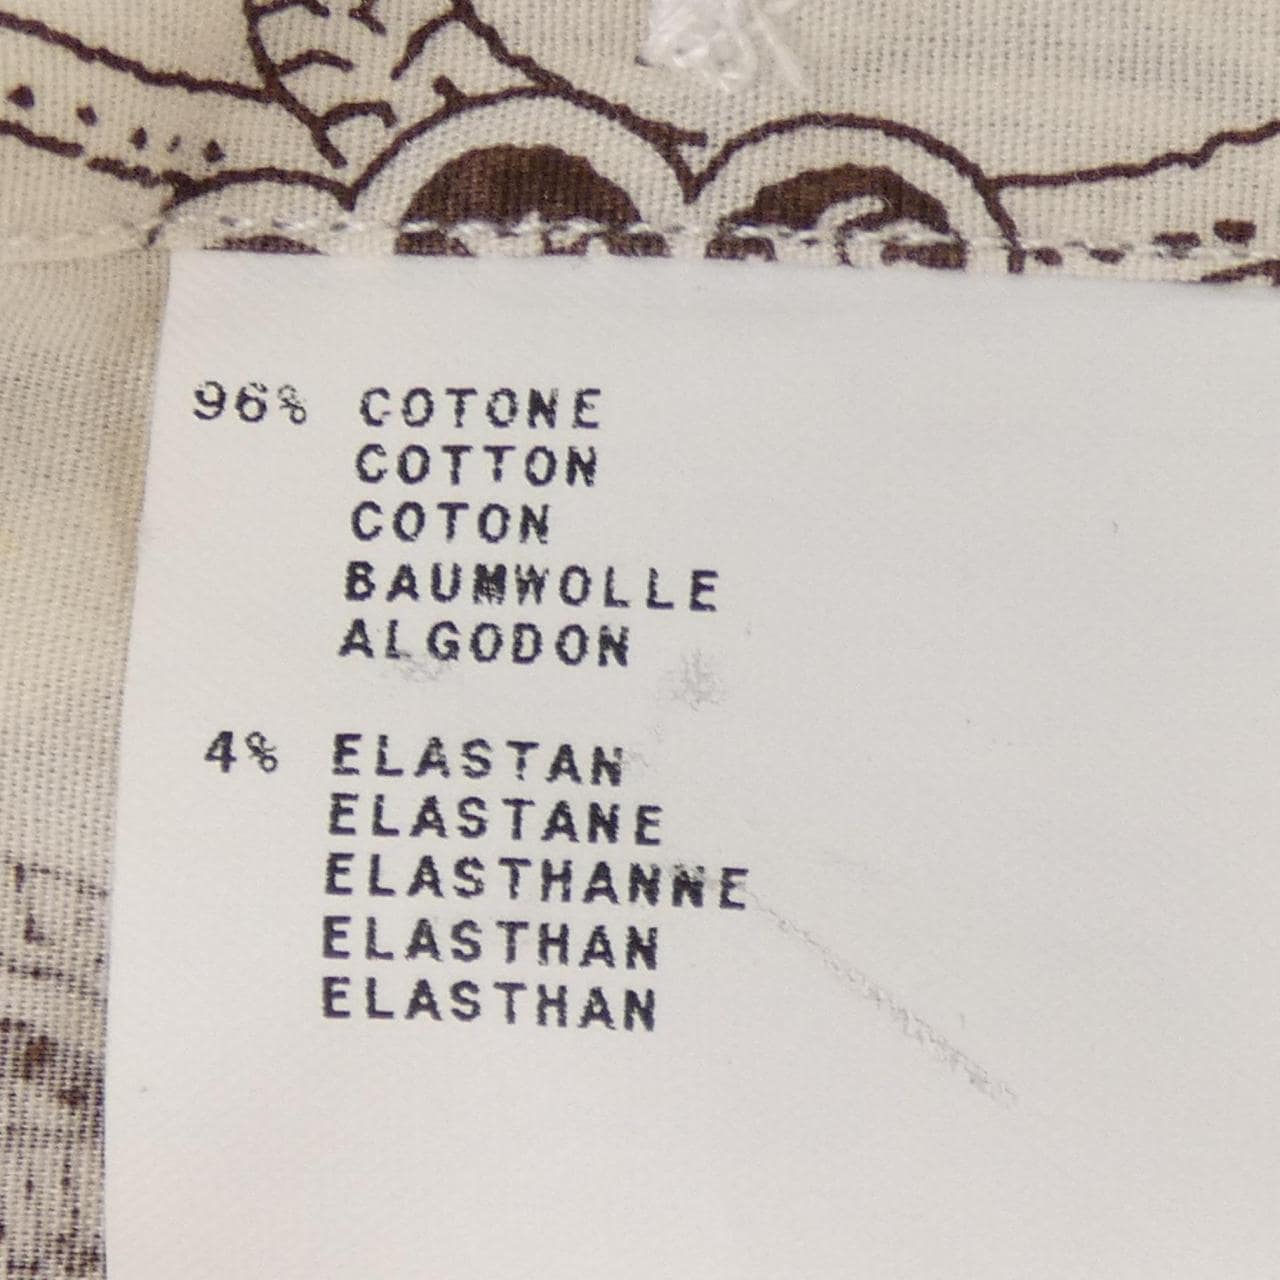 96% COTONE
COTTON
COTON
BAUMWOLLE
ALGODON
4% ELASTAN
ELASTANE
ELASTHANNE
ELASTHAN
ELASTHAN